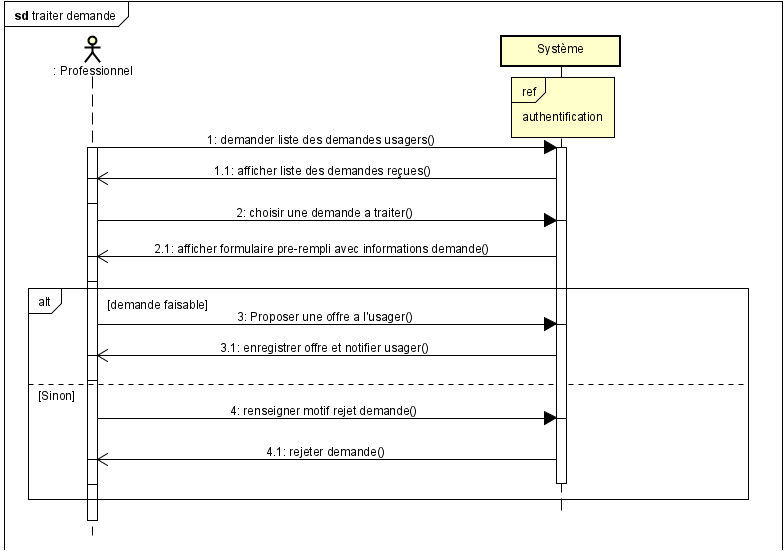 sd traiter demande
: Professionnel
Système
ref
authentification
1: demander liste des demandes usagers()
1.1: afficher liste des demandes reçues()
2: choisir une demande a traiter()
2.1: afficher formulaire pre-rempli avec informations demande()
alt
[demande faisable]
3: Proposer une offre a l'usager()
3.1: enregistrer offre et notifier usager()
[Sinon]
4: renseigner motif rejet demande()
4.1: rejeter demande()